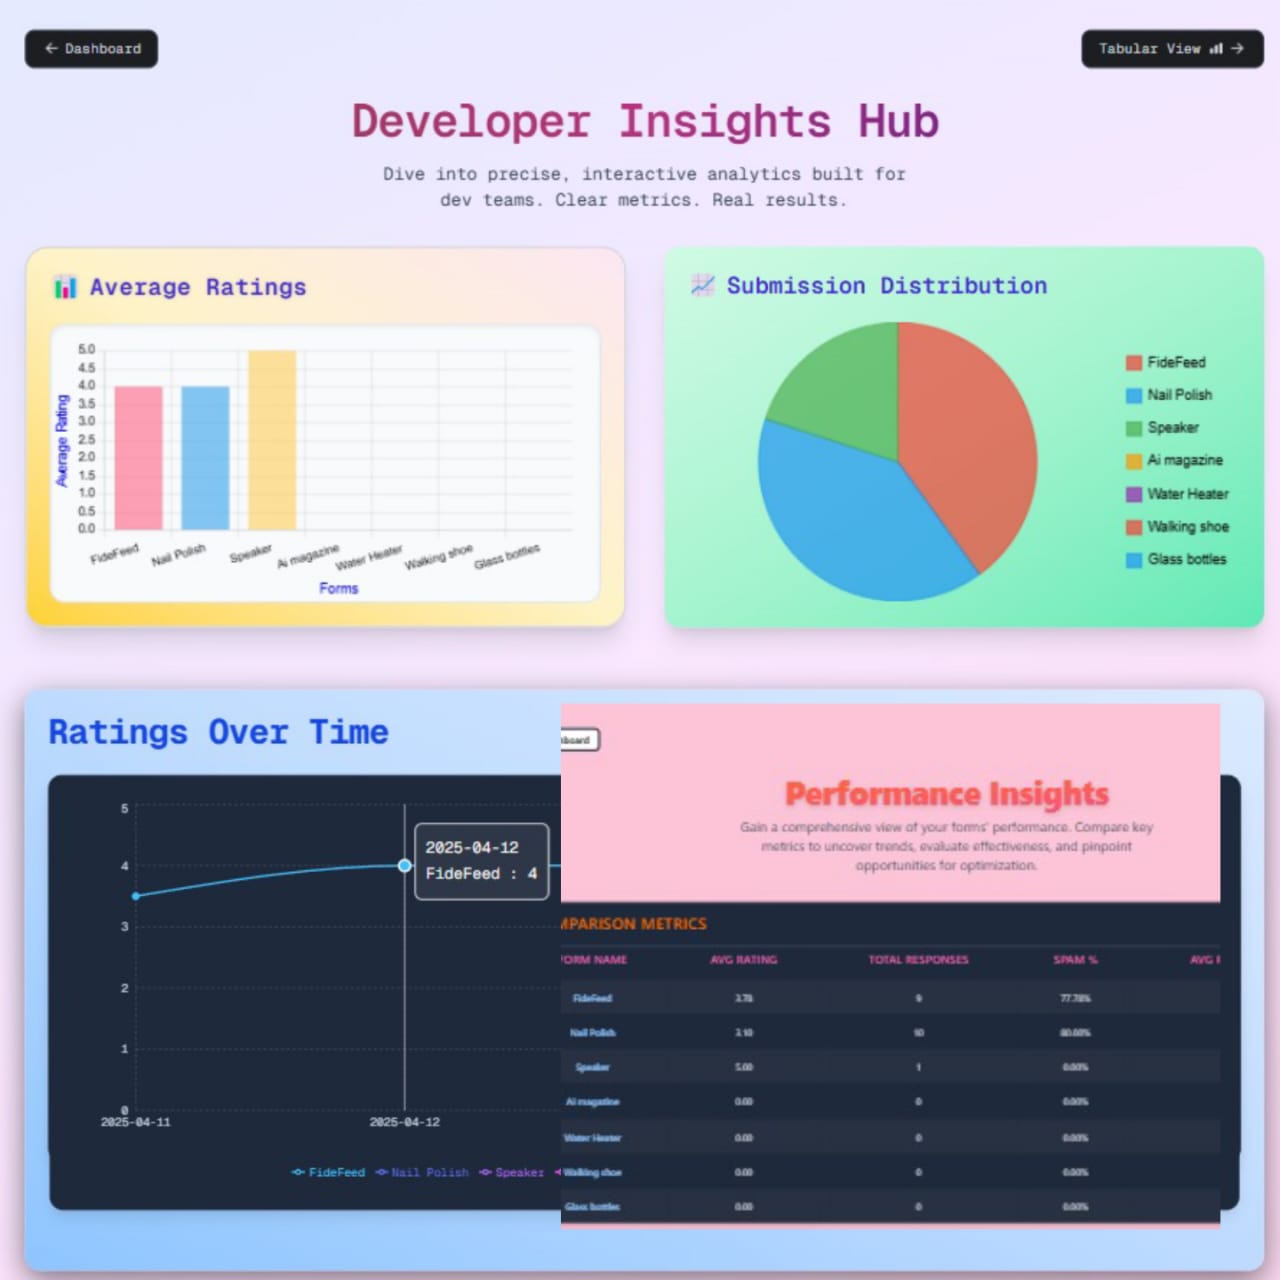 ← Dashboard
Tabular View →
Developer Insights Hub
Dive into precise, interactive analytics built for
dev teams. Clear metrics. Real results.
Average Ratings
5.0
4.5
4.0
3.5
3.0
2.5
2.0
1.5
1.0
0.5
0.0
Average Rating
FideFeed
Nail Polish
Speaker
Ai magazine
Water Heater
Walking shoe
Glass bottles
Forms
Submission Distribution
FideFeed
Nail Polish
Speaker
Ai magazine
Water Heater
Walking shoe
Glass bottles
Ratings Over Time
5
4
3
2
1
0
2025-04-11
2025-04-12
2025-04-12
FideFeed : 4
FideFeed Nail Polish Speaker
board
Performance Insights
Gain a comprehensive view of your forms' performance. Compare key
metrics to uncover trends, evaluate effectiveness, and pinpoint
opportunities for optimization.
MPARISON METRICS
FORM NAME AVG RATING TOTAL RESPONSES SPAM % AVG
FideFeed 3.78 9 77.78%
Nail Polish 3.10 10 80.00%
Speaker 5.00 1 0.00%
Ai magazine 0.00 0 0.00%
Water Heater 0.00 0 0.00%
Walking shoe 0.00 0 0.00%
Glass bottles 0.00 0 0.00%